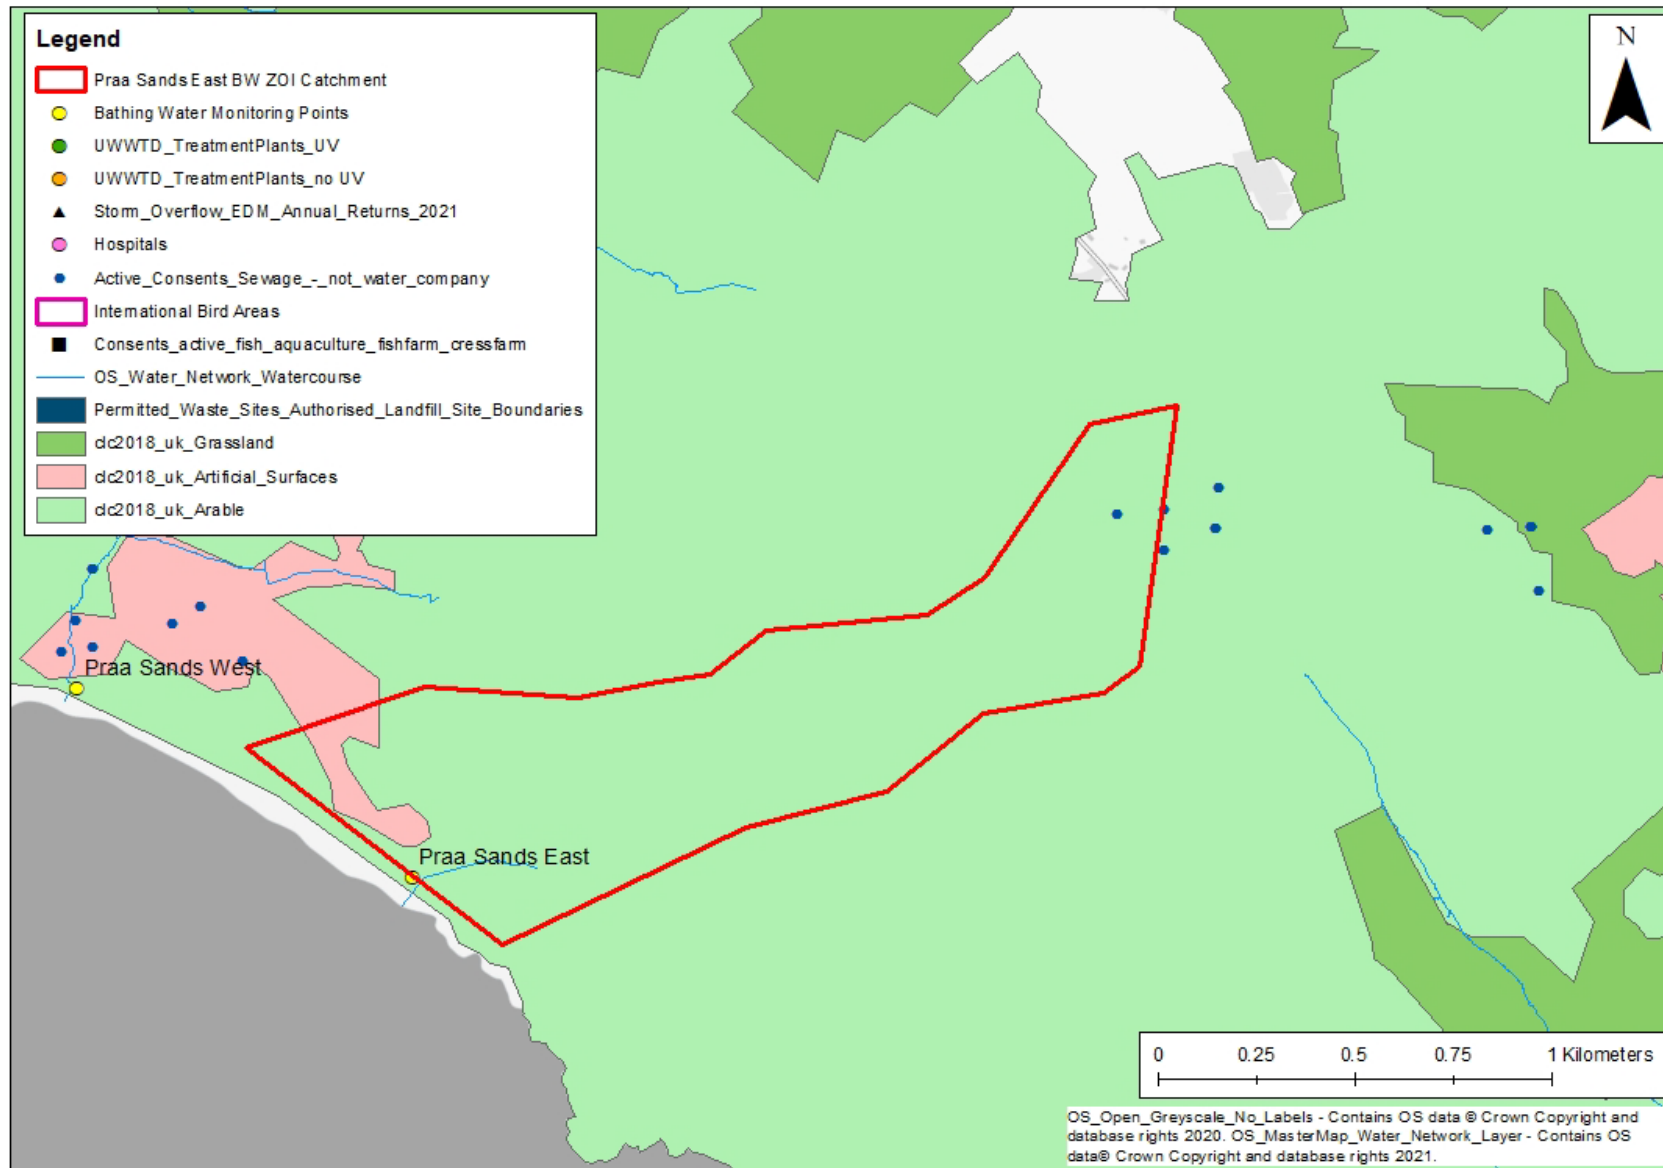 Legend
Praa Sands East BW ZOI Catchment
Bathing Water Monitoring Points
UWWTD_TreatmentPlants_UV
UWWTD_TreatmentPlants_no UV
Storm_Overflow_EDM_Annual_Returns_2021
Hospitals
Active_Consents_Sewage_-_not_water_company
International Bird Areas
Consents_active_fish_aquaculture_fishfarm_cressfarm
OS_Water_Network_Watercourse
Permitted_Waste_Sites_Authorised_Landfill_Site_Boundaries
clc2018_uk_Grassland
clc2018_uk_Artificial_Surfaces
clc2018_uk_Arable
N
Praa Sands West
Praa Sands East
0 0.25 0.5 0.75 1 Kilometers
OS_Open_Greyscale_No_Labels - Contains OS data © Crown Copyright and
database rights 2020. OS_MasterMap_Water_Network_Layer - Contains OS
data© Crown Copyright and database rights 2021.